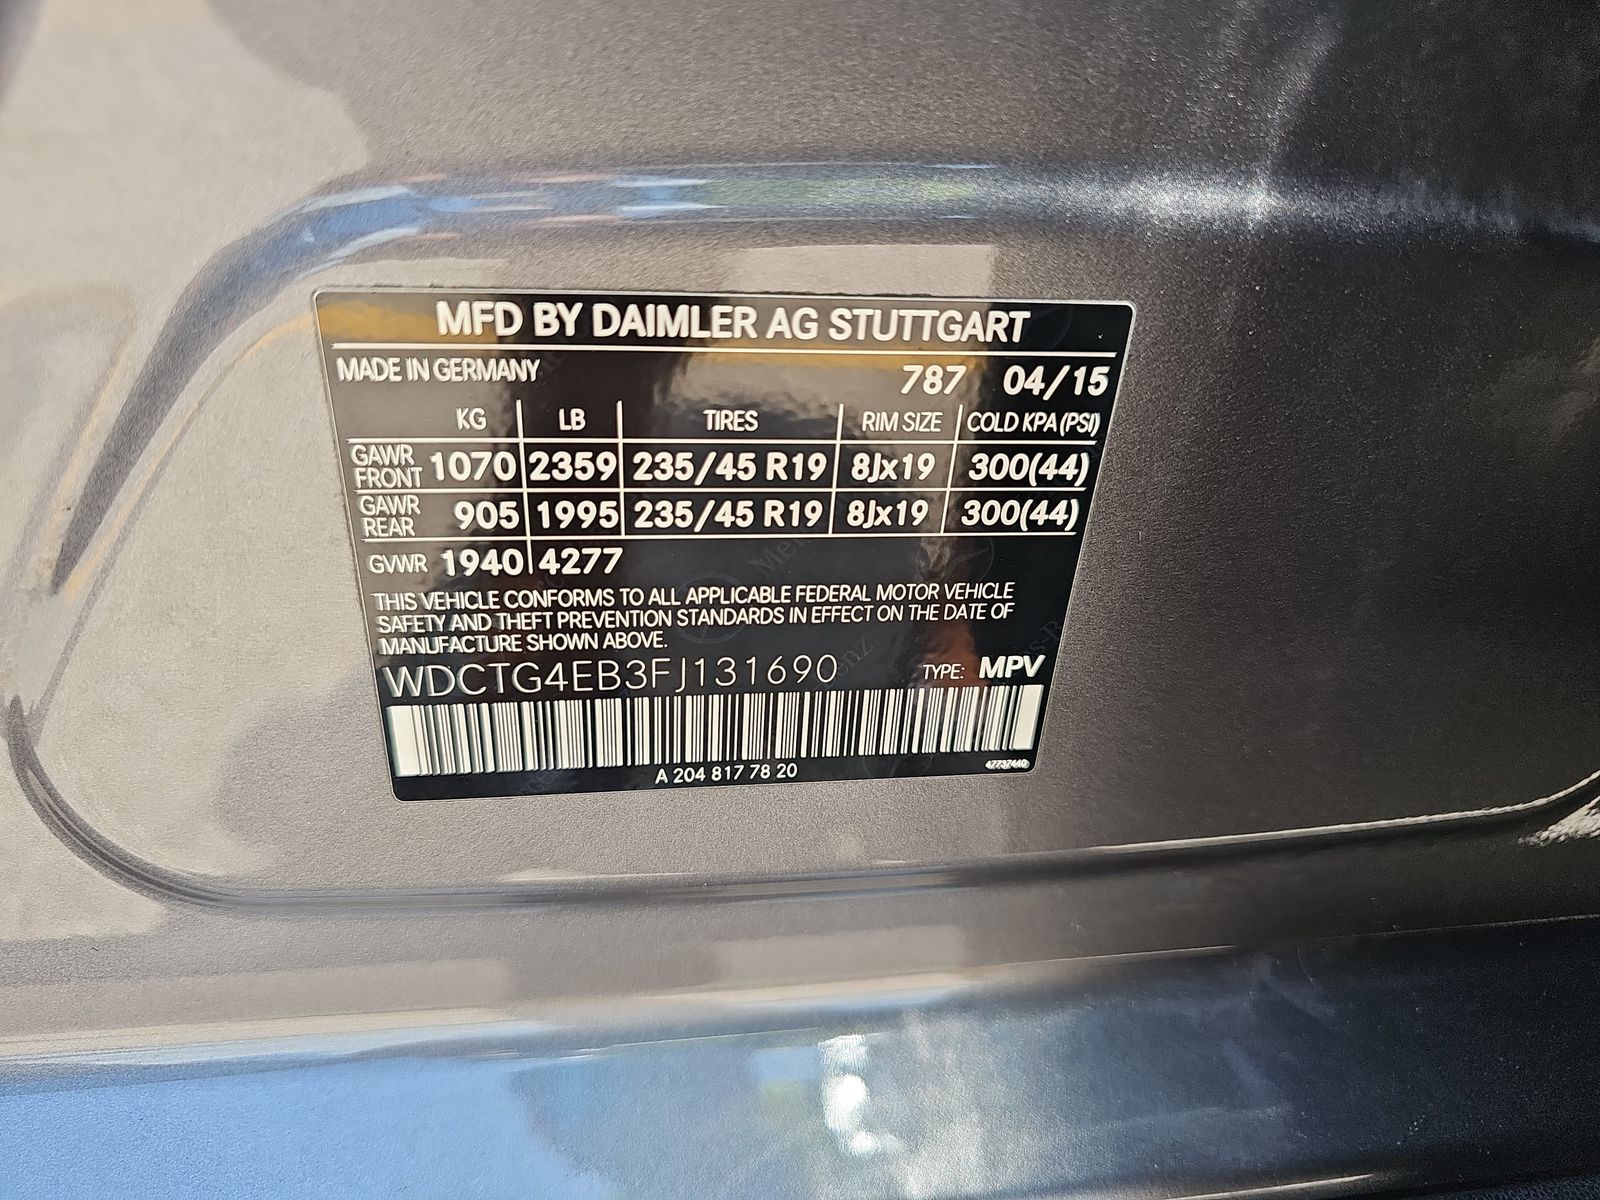 MFD BY DAIMLER AG STUTTGART
MADE IN GERMANY 787 04/15
KG LB TIRES RIM SIZE COLD KPA(PSI)
GAWR FRONT 1070 2359 235/45 R19 8Jx19 300(44)
GAWR REAR 905 1995 235/45 R19 8Jx19 300(44)
GVWR 1940 4277
THIS VEHICLE CONFORMS TO ALL APPLICABLE FEDERAL MOTOR VEHICLE
SAFETY AND THEFT PREVENTION STANDARDS IN EFFECT ON THE DATE OF
MANUFACTURE SHOWN ABOVE.
WDCTG4EB3FJ131690 TYPE: MPV
A 204 817 78 20 47737440